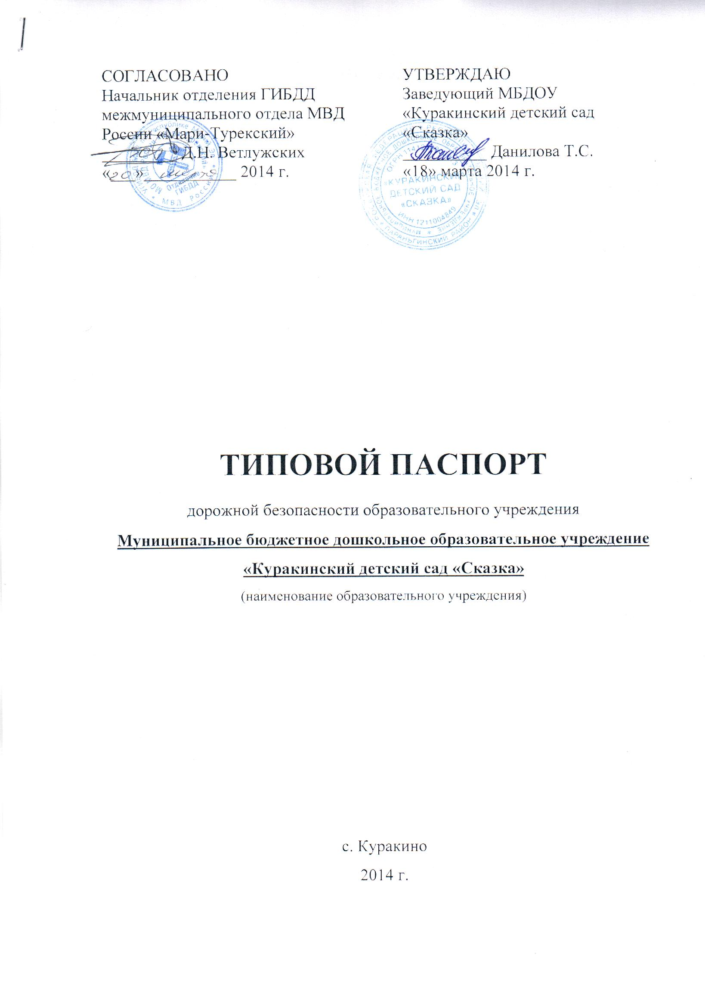 СОГЛАСОВАНО
Начальник отделения ГИБДД
межмуниципального отдела МВД
России «Мари-Турекский»
Д.Н. Ветлужских
«20» марта 2014 г.
Отделение
ГИБДД
МВД России
УТВЕРЖДАЮ
Заведующий МБДОУ
«Куракинский детский сад
«Сказка»
Данилова Т.С.
«18» марта 2014 г.
«КУРАКИНСКИЙ
ДЕТСКИЙ САД
«СКАЗКА»
ИНН 1211004849
ПАРАНЬГИНСКИЙ РАЙОН
ТИПОВОЙ ПАСПОРТ
дорожной безопасности образовательного учреждения
Муниципальное бюджетное дошкольное образовательное учреждение
«Куракинский детский сад «Сказка»
(наименование образовательного учреждения)
с. Куракино
2014 г.